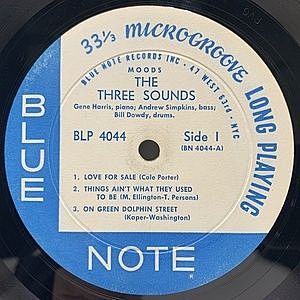 33⅓ MICROGROOVE LONG PLAYING
BLUE NOTE RECORDS INC · 47 WEST 63rd · NYC
MOODS
THE
THREE SOUNDS
Gene Harris, piano; Andrew Simpkins, bass;
Bill Dowdy, drums.
BLP 4044 Side 1
(BN 4044-A)
1. LOVE FOR SALE (Cole Porter)
2. THINGS AIN'T WHAT THEY USED
TO BE (M. Ellington-T. Persons)
3. ON GREEN DOLPHIN STREET
(Kaper-Washington)
BLUE
NOTE